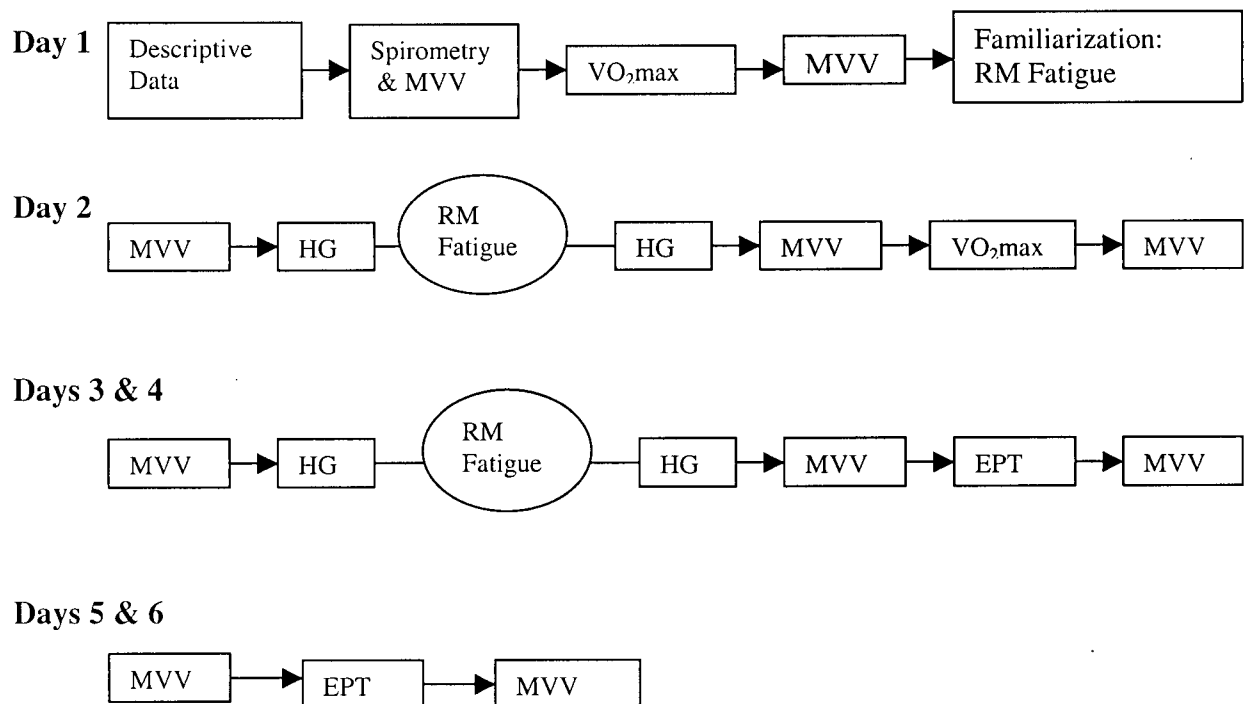 Day 1
Descriptive
Data
Spirometry
& MVV
VO₂max
MVV
Familiarization:
RM Fatigue
Day 2
MVV
HG
RM
Fatigue
HG
MVV
VO₂max
MVV
Days 3 & 4
MVV
HG
RM
Fatigue
HG
MVV
EPT
MVV
Days 5 & 6
MVV
EPT
MVV